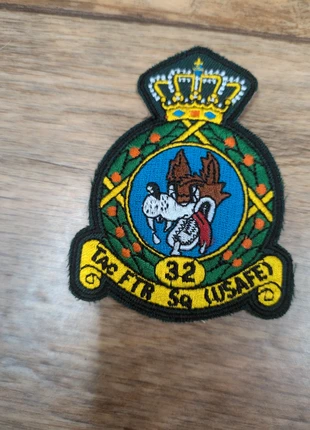 32
TAC FTR Sq (USAFE)